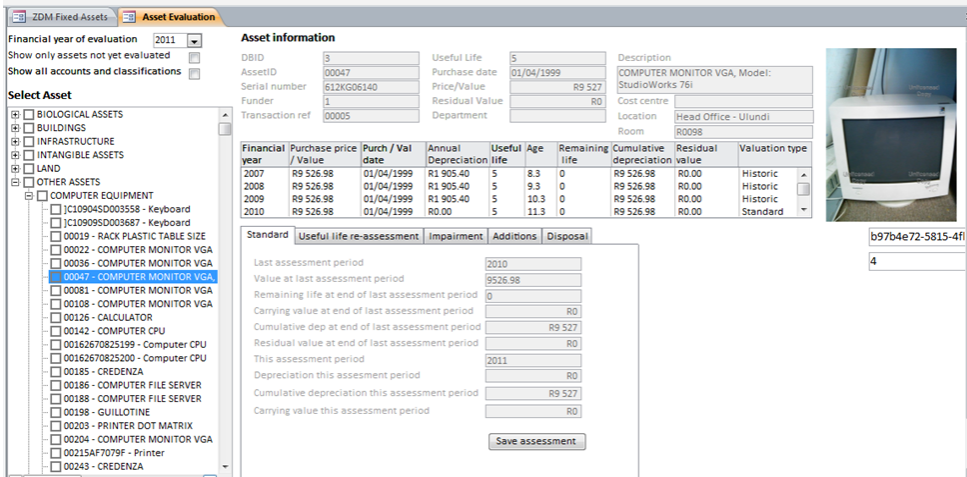 ZDM Fixed Assets
Asset Evaluation
Financial year of evaluation 2011
Show only assets not yet evaluated
Show all accounts and classifications
Select Asset
BIOLOGICAL ASSETS
BUILDINGS
INFRASTRUCTURE
INTANGIBLE ASSETS
LAND
OTHER ASSETS
COMPUTER EQUIPMENT
]C10904SD003558 - Keyboard
]C10909SD003687 - Keyboard
00019 - RACK PLASTIC TABLE SIZE
00022 - COMPUTER MONITOR VGA
00036 - COMPUTER MONITOR VGA
00047 - COMPUTER MONITOR VGA,
00081 - COMPUTER MONITOR VGA
00108 - COMPUTER MONITOR VGA
00126 - CALCULATOR
00142 - COMPUTER CPU
00162670825199 - Computer CPU
00162670825200 - Computer CPU
00185 - CREDENZA
00186 - COMPUTER FILE SERVER
00188 - COMPUTER FILE SERVER
00198 - GUILLOTINE
00203 - PRINTER DOT MATRIX
00204 - COMPUTER MONITOR VGA
00215AF7079F - Printer
00243 - CREDENZA
Asset information
DBID 3
AssetID 00047
Serial number 612KG06140
Funder 1
Transaction ref 00005
Useful Life 5
Purchase date 01/04/1999
Price/Value R9 527
Residual Value R0
Department
Description
COMPUTER MONITOR VGA, Model:
StudioWorks 76i
Cost centre
Location Head Office - Ulundi
Room R0098
Financial year Purchase price / Value Purch / Val date Annual Depreciation Useful life Age Remaining life Cumulative depreciation Residual value Valuation type
2007 R9 526.98 01/04/1999 R1 905.40 5 8.3 0 R9 526.98 R0.00 Historic
2008 R9 526.98 01/04/1999 R1 905.40 5 9.3 0 R9 526.98 R0.00 Historic
2009 R9 526.98 01/04/1999 R1 905.40 5 10.3 0 R9 526.98 R0.00 Historic
2010 R9 526.98 01/04/1999 R0.00 5 11.3 0 R9 526.98 R0.00 Standard
Standard Useful life re-assessment Impairment Additions Disposal
Last assessment period 2010
Value at last assessment period 9526.98
Remaining life at end of last assessment period 0
Carrying value at end of last assessment period R0
Cumulative dep at end of last assessment period R9 527
Residual value at end of last assessment period R0
This assessment period 2011
Depreciation this assesment period R0
Cumulative depreciation this assessment period R9 527
Carrying value this assessment period R0
Save assessment
b97b4e72-5815-4fl
4